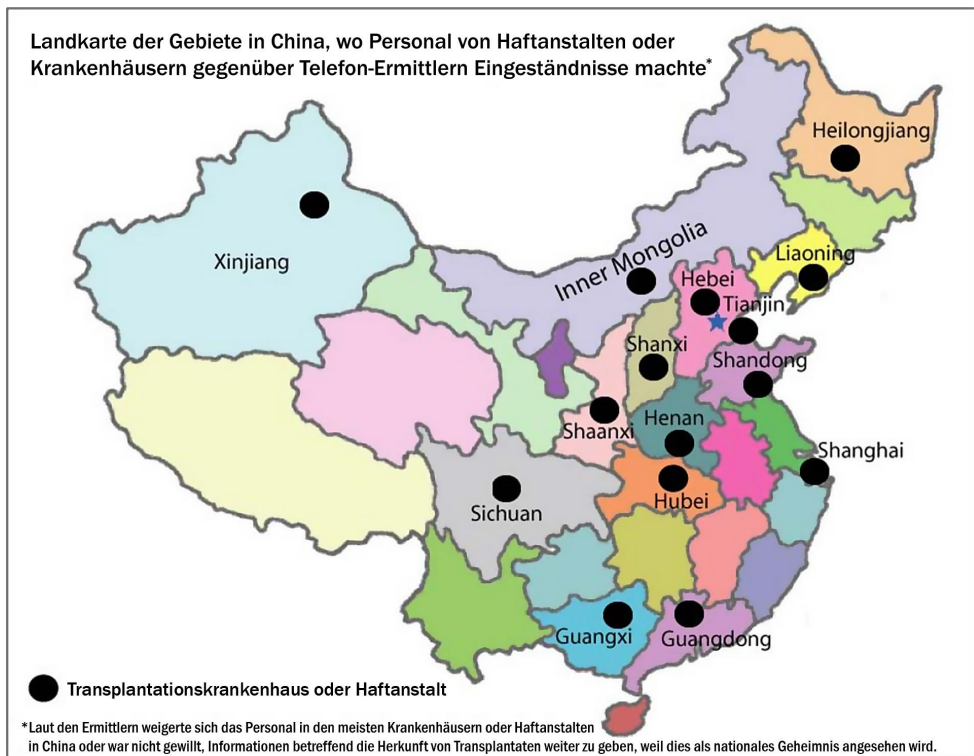 Landkarte der Gebiete in China, wo Personal von Haftanstalten oder
Krankenhäusern gegenüber Telefon-Ermittlern Eingeständnisse machte*
Heilongjiang
Xinjiang
Inner Mongolia
Liaoning
Hebei
Tianjin
Shanxi
Shandong
Shaanxi
Henan
Shanghai
Sichuan
Hubei
Guangxi
Guangdong
Transplantationskrankenhaus oder Haftanstalt
*Laut den Ermittlern weigerte sich das Personal in den meisten Krankenhäusern oder Haftanstalten
in China oder war nicht gewillt, Informationen betreffend die Herkunft von Transplantaten weiter zu geben, weil dies als nationales Geheimnis angesehen wird.